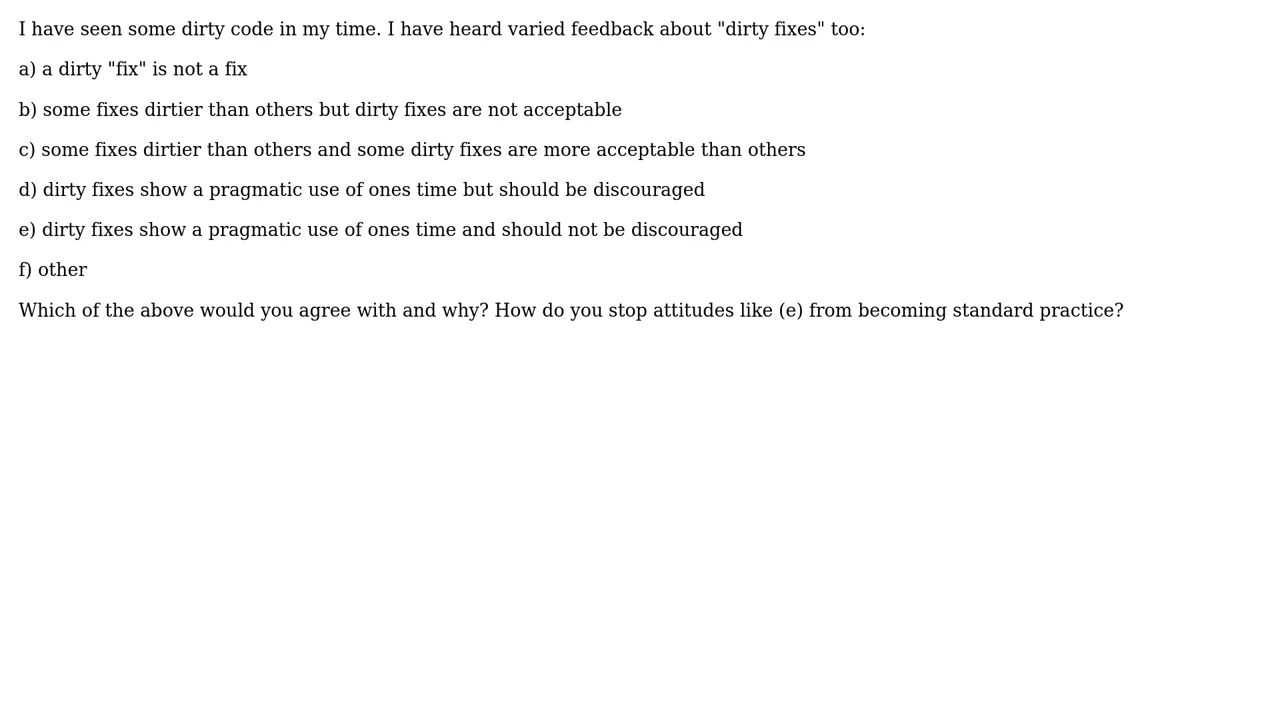 I have seen some dirty code in my time. I have heard varied feedback about "dirty fixes" too:
a) a dirty "fix" is not a fix
b) some fixes dirtier than others but dirty fixes are not acceptable
c) some fixes dirtier than others and some dirty fixes are more acceptable than others
d) dirty fixes show a pragmatic use of ones time but should be discouraged
e) dirty fixes show a pragmatic use of ones time and should not be discouraged
f) other
Which of the above would you agree with and why? How do you stop attitudes like (e) from becoming standard practice?